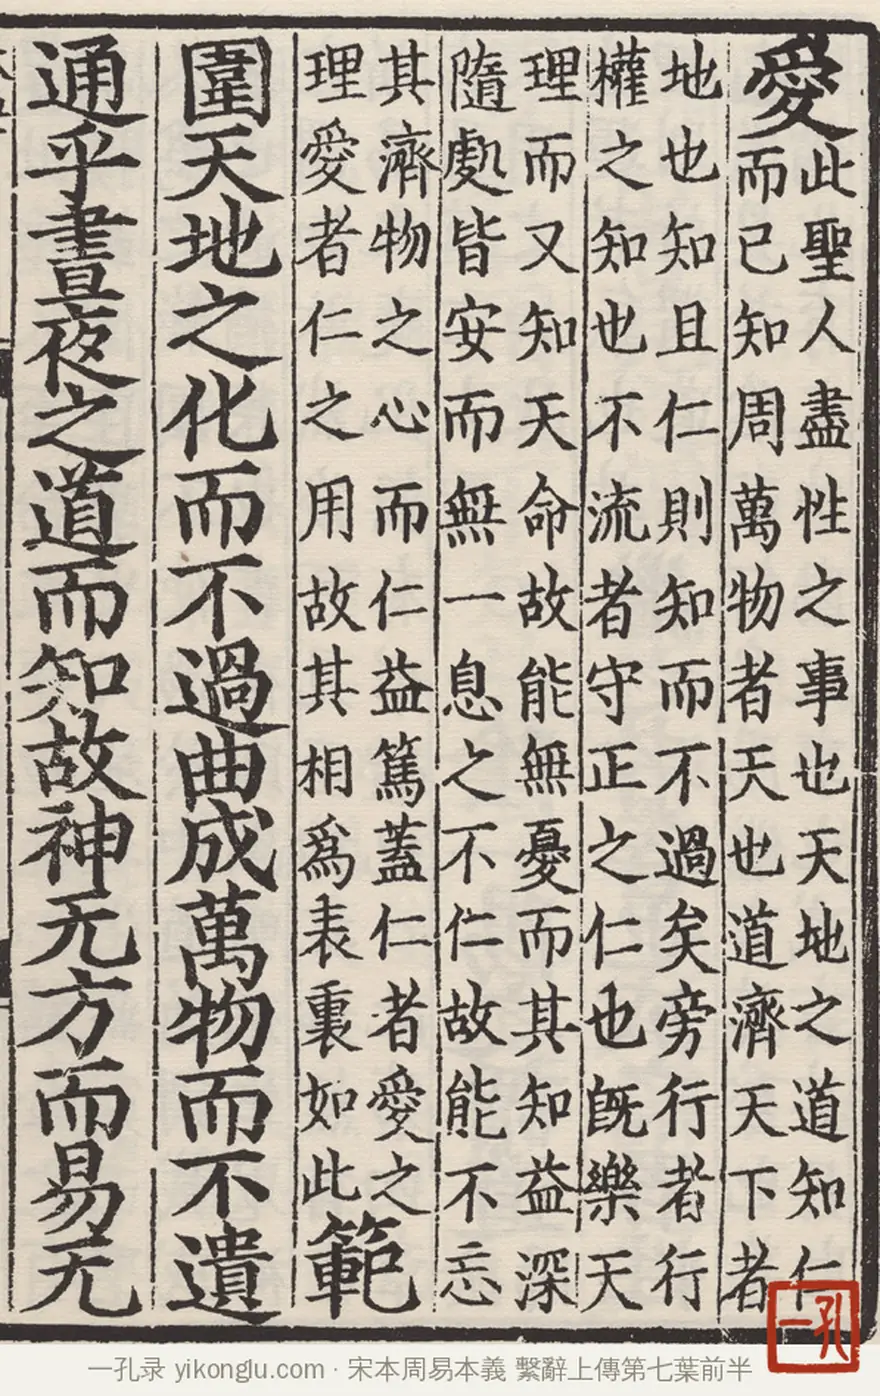 愛
此聖人盡性之事也天地之道知仁
而已知周萬物者天也道濟天下者
地也知且仁則知而不過矣旁行者行
權之知也不流者守正之仁也旣樂天
理而又知天命故能無憂而其知益深
隨處皆安而無一息之不仁故能不忘
其濟物之心而仁益篤蓋仁者愛之
理愛者仁之用故其相爲表裏如此
範
圍天地之化而不過曲成萬物而不遺
通乎晝夜之道而知故神无方而易无
一孔
一孔录 yikonglu.com · 宋本周易本義 繫辭上傳第七葉前半